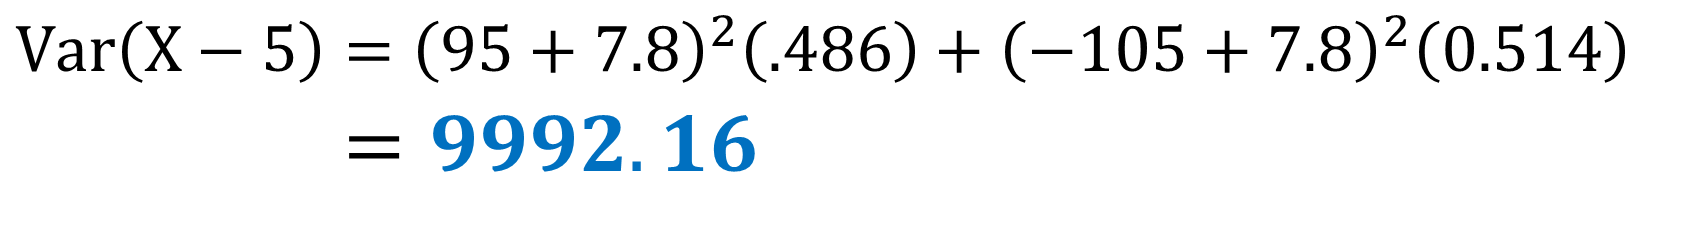 Var(X − 5) = (95 + 7.8)²(.486) + (−105 + 7.8)²(0.514)
= 9992.16